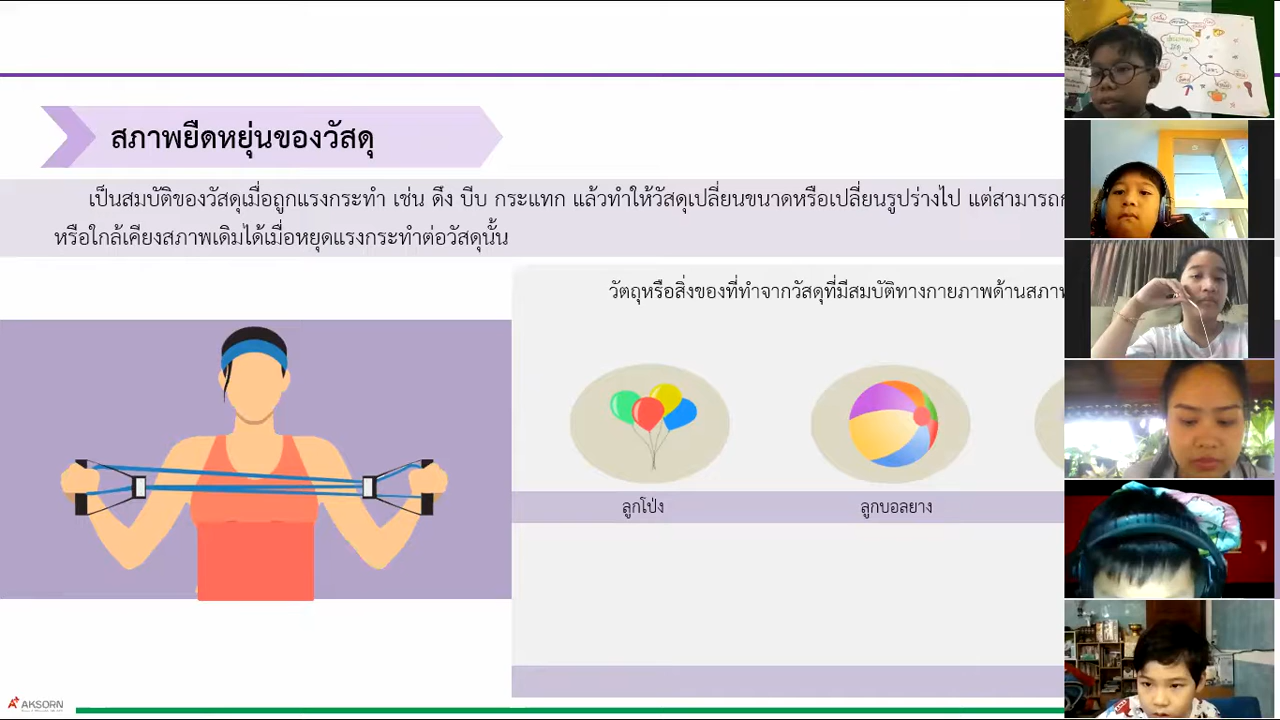 สภาพยืดหยุ่นของวัสดุ
เป็นสมบัติของวัสดุเมื่อถูกแรงกระทำ เช่น ดึง บีบ กระแทก แล้วทำให้วัสดุเปลี่ยนขนาดหรือเปลี่ยนรูปร่างไป แต่สามารถก
หรือใกล้เคียงสภาพเดิมได้เมื่อหยุดแรงกระทำต่อวัสดุนั้น
วัตถุหรือสิ่งของที่ทำจากวัสดุที่มีสมบัติทางกายภาพด้านสภาพ
ลูกโป่ง
ลูกบอลยาง
AKSORN